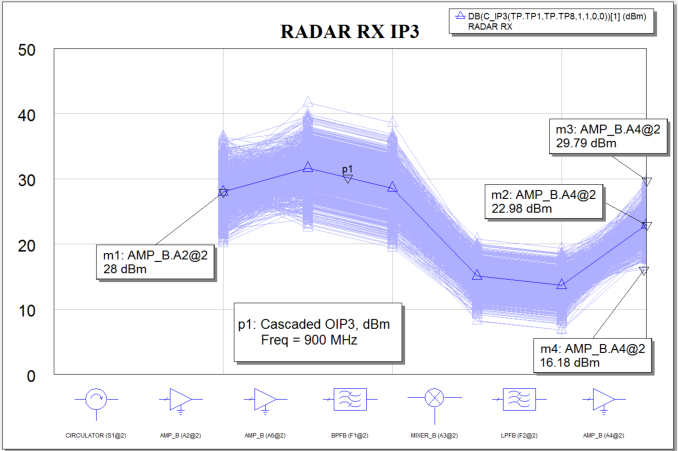 RADAR RX IP3
DB(C_IP3(TP.TP1,TP.TP8,1,1,0,0))[1] (dBm)
RADAR RX
50
40
30
20
10
0
m3: AMP_B.A4@2
29.79 dBm
p1
m2: AMP_B.A4@2
22.98 dBm
m1: AMP_B.A2@2
28 dBm
p1: Cascaded OIP3, dBm
Freq = 900 MHz
m4: AMP_B.A4@2
16.18 dBm
CIRCULATOR (S1@2)
AMP_B (A2@2)
AMP_B (A5@2)
BPFB (F1@2)
MIXER_B (A3@2)
LPFB (F2@2)
AMP_B (A4@2)